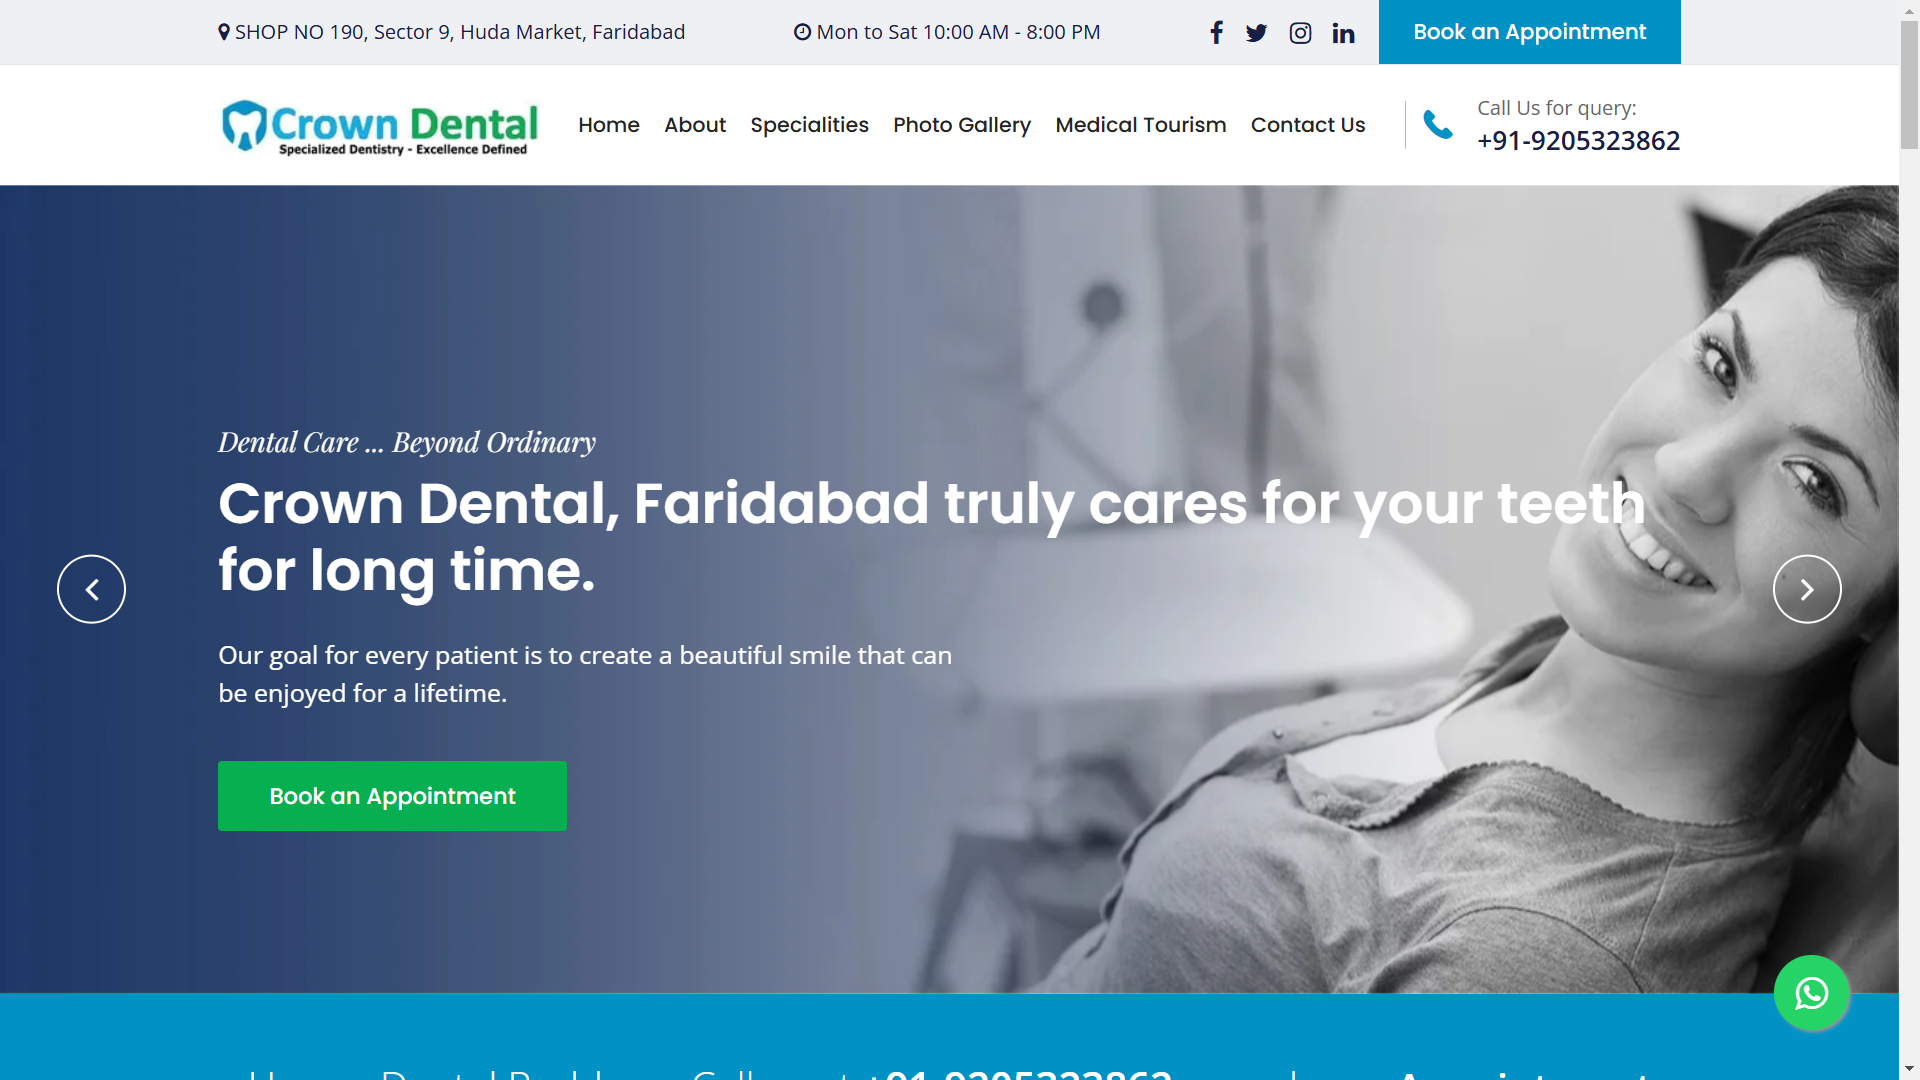 SHOP NO 190, Sector 9, Huda Market, Faridabad
Mon to Sat 10:00 AM - 8:00 PM
Book an Appointment
Crown Dental
Specialized Dentistry - Excellence Defined
Home
About
Specialities
Photo Gallery
Medical Tourism
Contact Us
Call Us for query:
+91-9205323862
Dental Care ... Beyond Ordinary
Crown Dental, Faridabad truly cares for your teeth
for long time.
Our goal for every patient is to create a beautiful smile that can
be enjoyed for a lifetime.
Book an Appointment
+91-9205323862